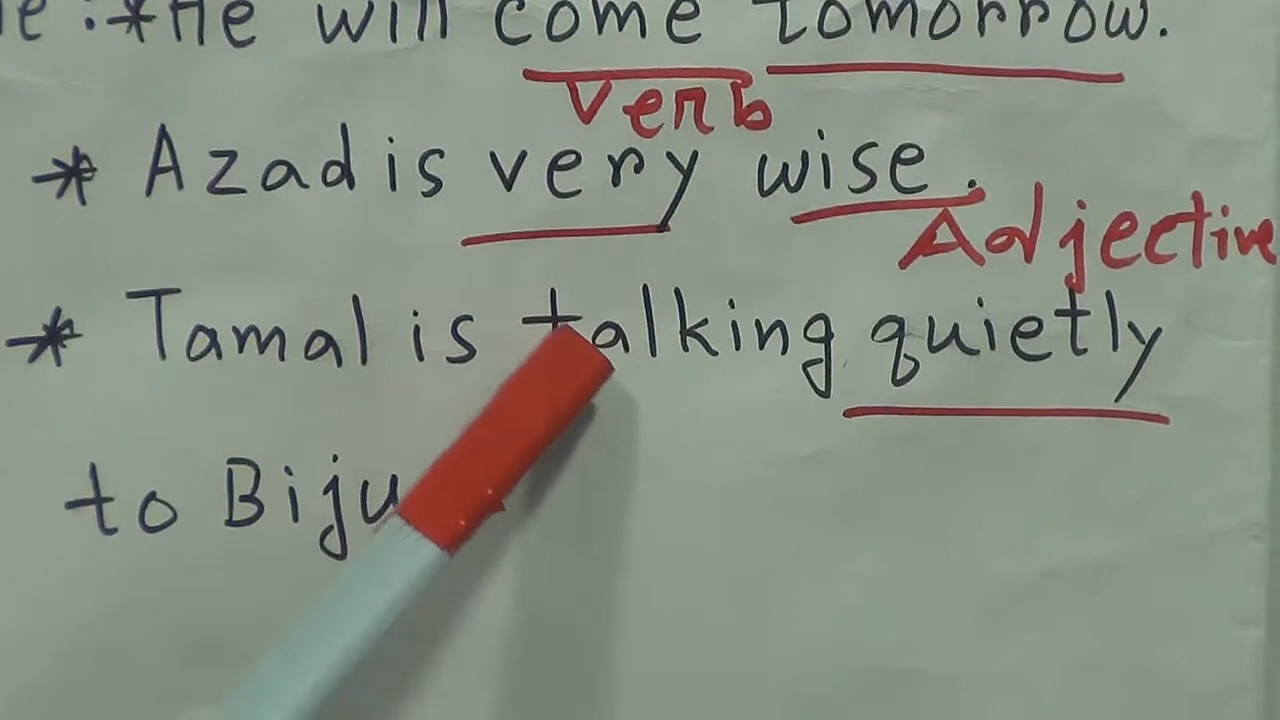 e : * He will come tomorrow.
Verb
* Azad is very wise.
Adjective
* Tamal is talking quietly
to Biju